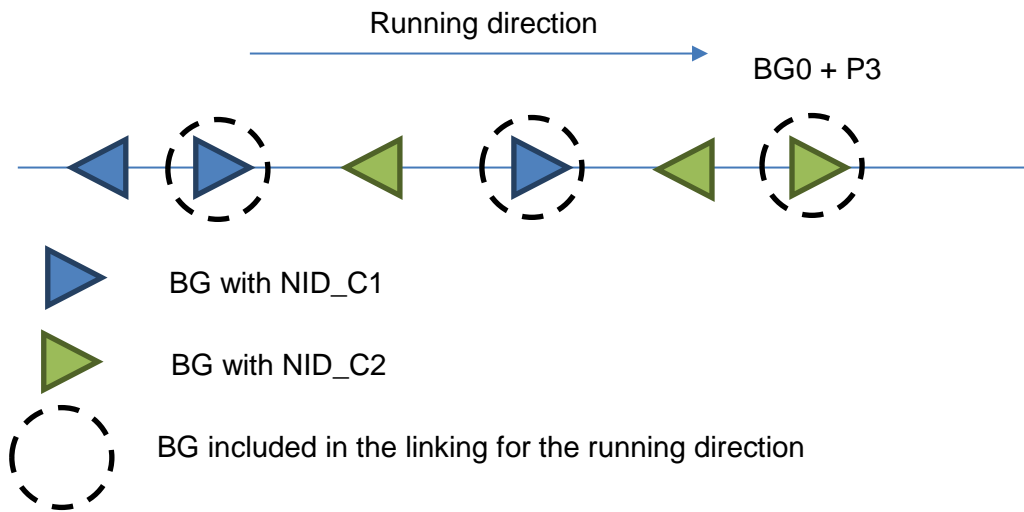 Running direction
BG0 + P3
BG with NID_C1
BG with NID_C2
BG included in the linking for the running direction